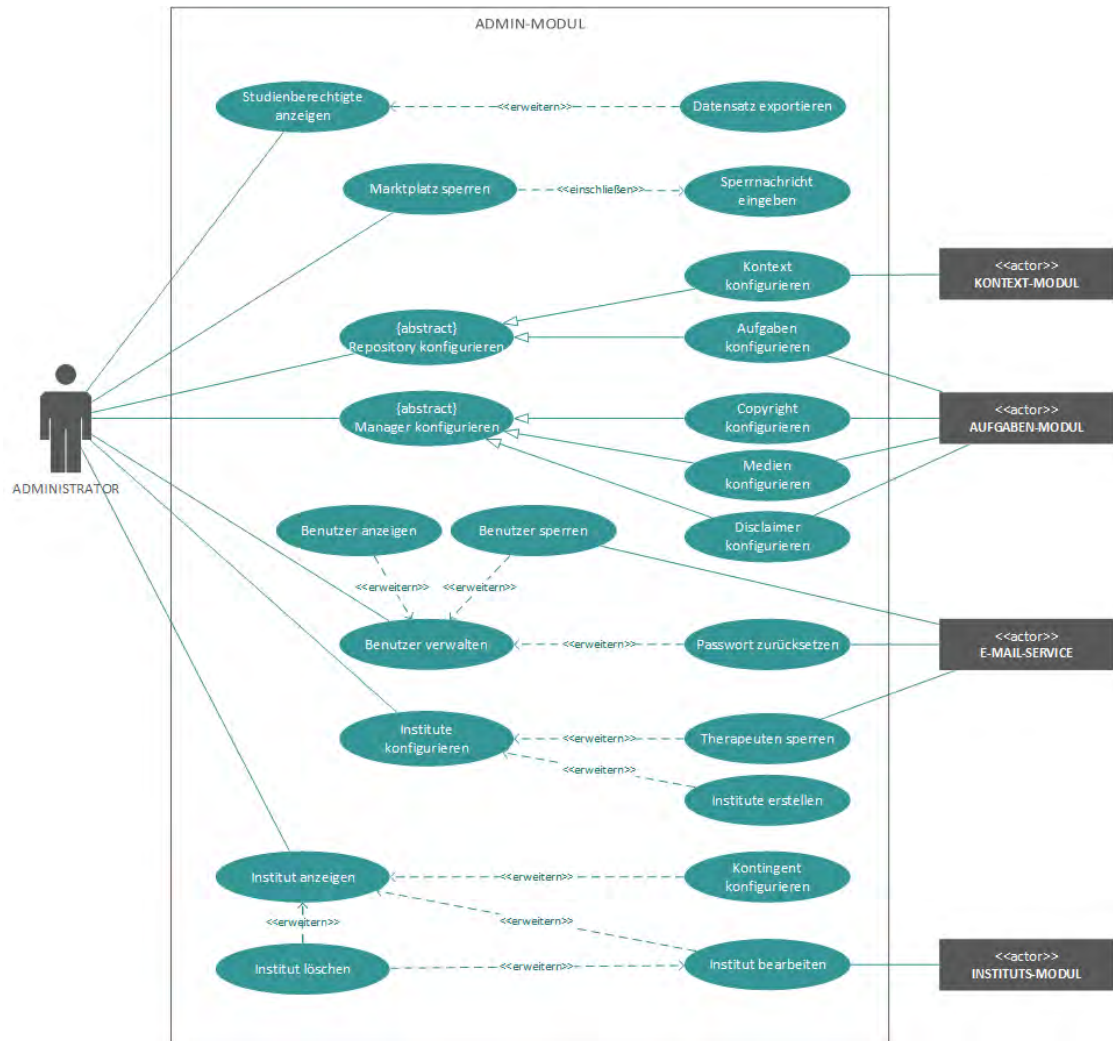 ADMIN-MODUL
Studienberechtigte
anzeigen
<<erweitern>>
Datensatz exportieren
Marktplatz sperren
<<einschließen>>
Sperrnachricht
eingeben
Kontext
konfigurieren
<<actor>>
KONTEXT-MODUL
{abstract}
Repository konfigurieren
Aufgaben
konfigurieren
{abstract}
Manager konfigurieren
Copyright
konfigurieren
<<actor>>
AUFGABEN-MODUL
Medien
konfigurieren
ADMINISTRATOR
Benutzer anzeigen
Benutzer sperren
Disclaimer
konfigurieren
<<erweitern>>
<<erweitern>>
Benutzer verwalten
<<erweitern>>
Passwort zurücksetzen
<<actor>>
E-MAIL-SERVICE
Institute
konfigurieren
<<erweitern>>
Therapeuten sperren
<<erweitern>>
Institute erstellen
Institut anzeigen
<<erweitern>>
Kontingent
konfigurieren
<<erweitern>>
<<erweitern>>
Institut löschen
<<erweitern>>
Institut bearbeiten
<<actor>>
INSTITUTS-MODUL